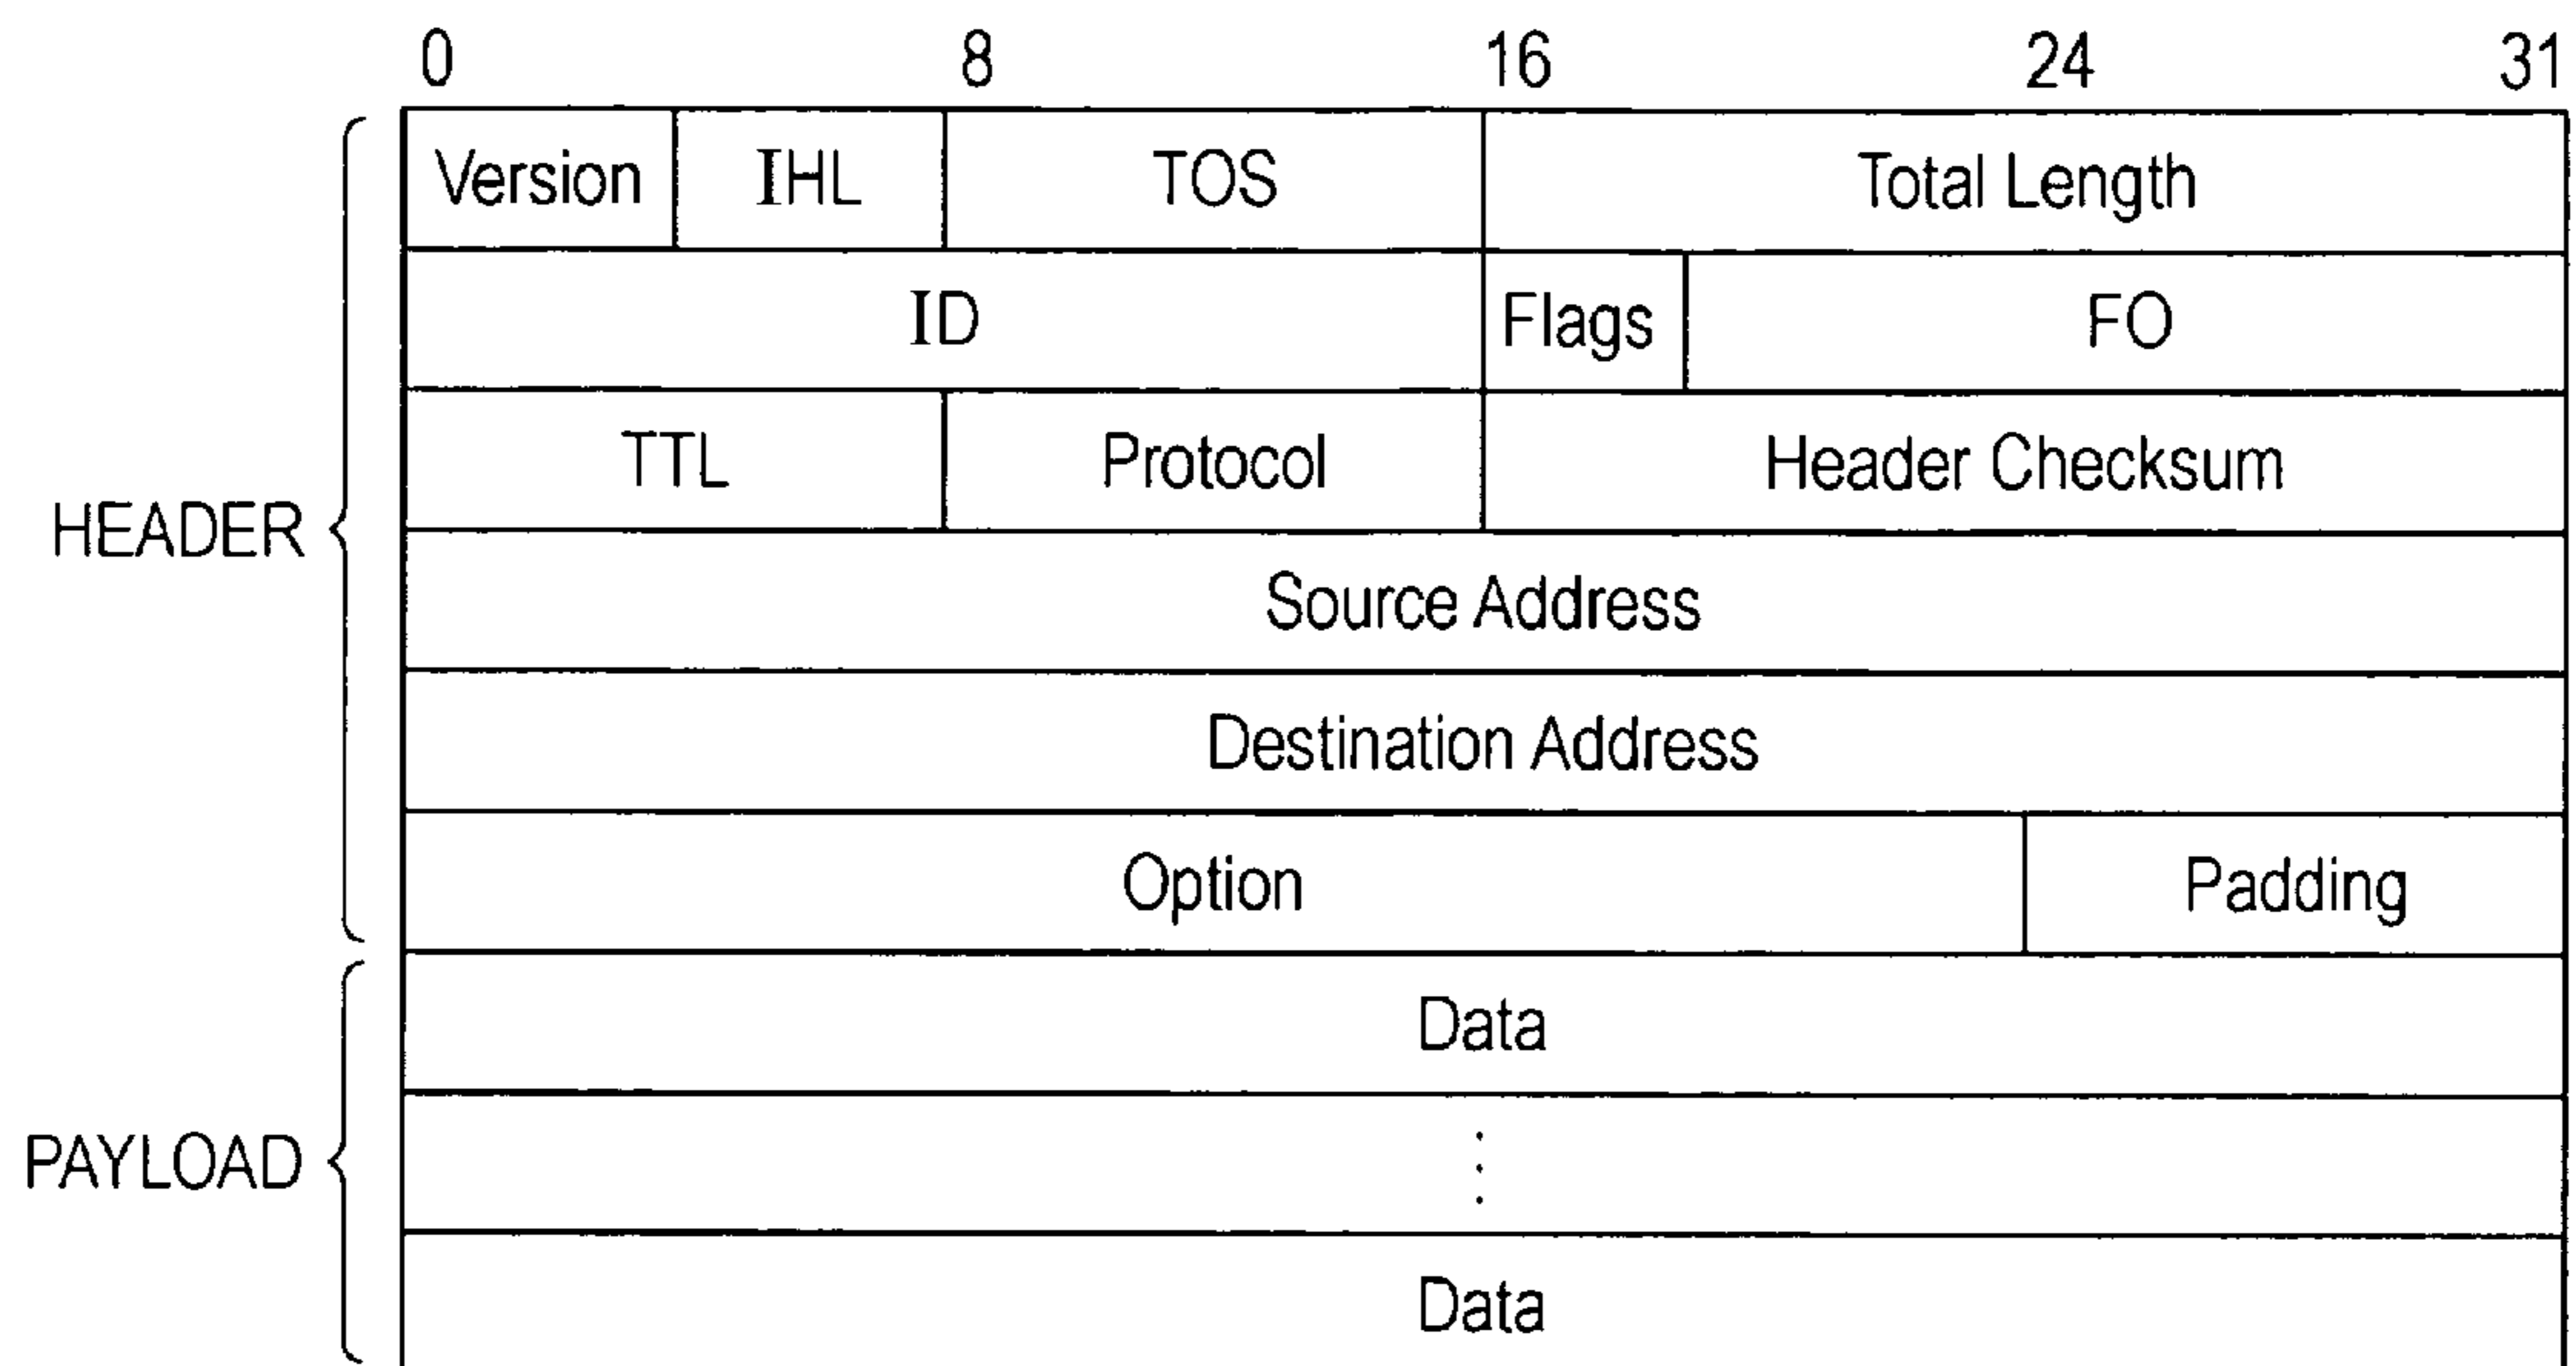 0 8 16 24 31
Version IHL TOS Total Length
ID Flags FO
TTL Protocol Header Checksum
HEADER
Source Address
Destination Address
Option Padding
Data
PAYLOAD
Data